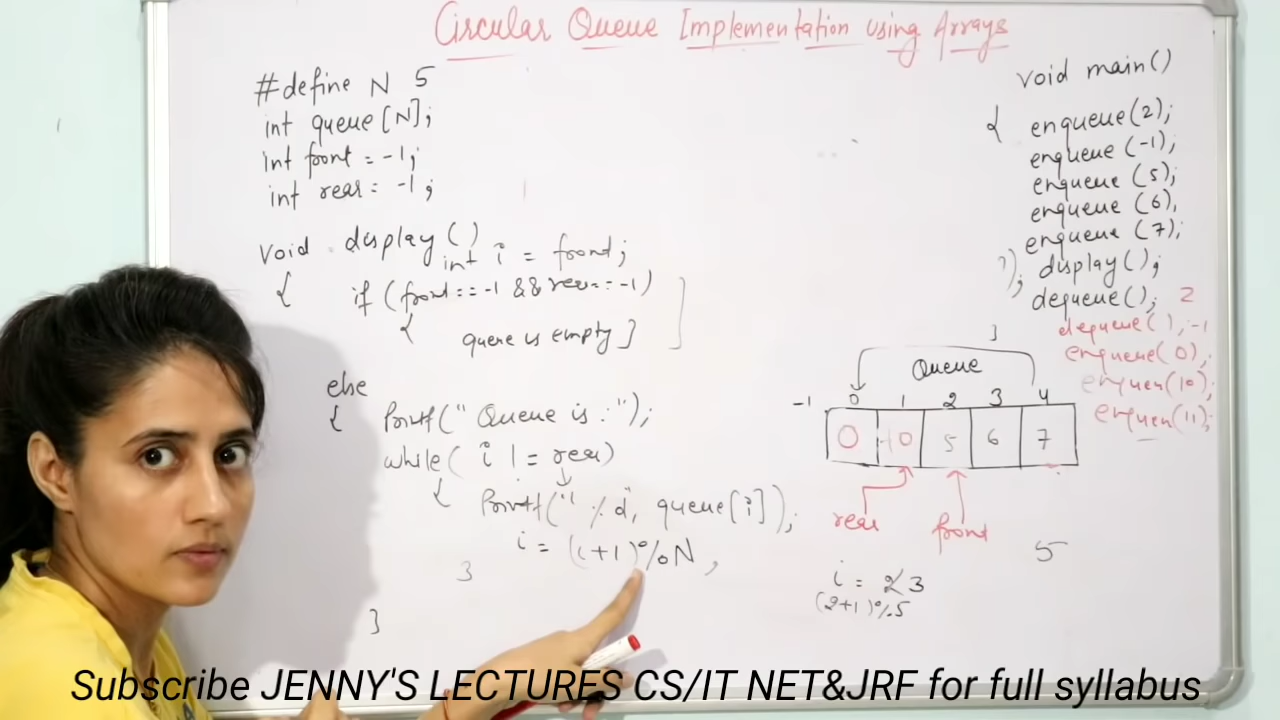 Circular Queue Implementation using Arrays
#define N 5
int queue[N];
int front = -1;
int rear = -1;
void display()
int i = front;
{ if (front == -1 && rear == -1) ]
{ queue is empty }
else
{ Printf(" Queue is :");
while( i != rear)
{ Printf(" %d", queue[i]);
i = (i+1)%N,
}
}
void main()
{ enqueue(2);
enqueue(-1);
enqueue(5);
enqueue(6),
enqueue(7);
display();
dequeue(); 2
dequeue(), -1
enqueue(0),
enqueu(10);
enqueu(11);
}
Queue
-1 0 1 2 3 4
0 10 5 6 7
rear front
5
i = 2 3
(2+1)%5
Subscribe JENNY'S LECTURES CS/IT NET&JRF for full syllabus